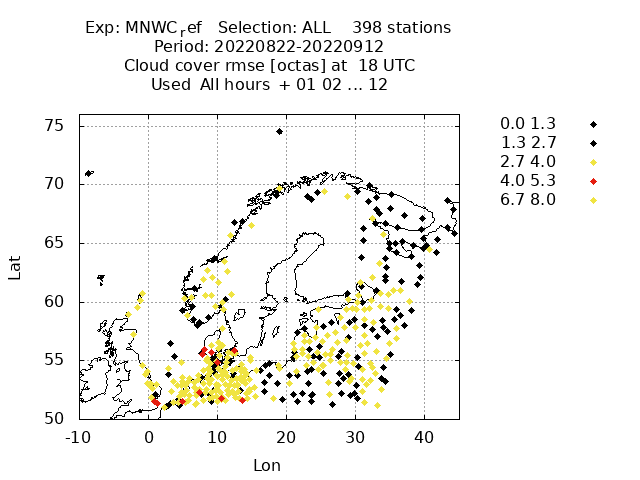 Exp: MNWC_ref   Selection: ALL    398 stations
Period: 20220822-20220912
Cloud cover rmse [octas] at  18 UTC
Used  All hours  + 01 02 ... 12
0.0 1.3
1.3 2.7
2.7 4.0
4.0 5.3
6.7 8.0
75
70
65
60
55
50
Lat
-10 0 10 20 30 40
Lon